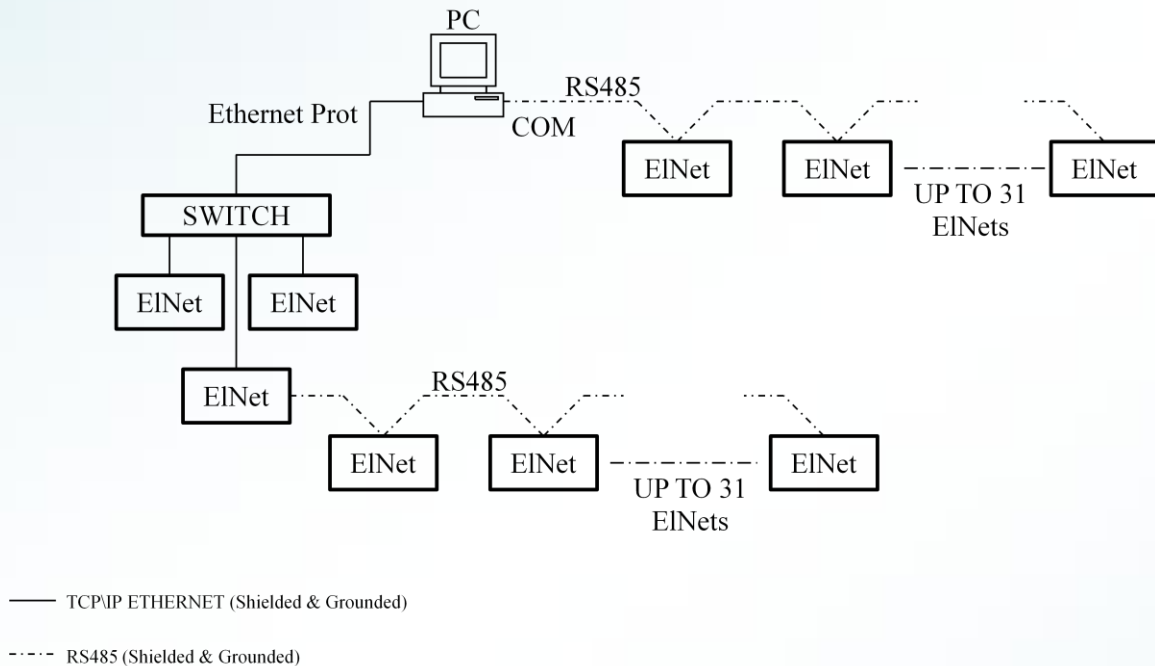 PC
RS485
Ethernet Prot
COM
ElNet
ElNet
ElNet
UP TO 31
ElNets
SWITCH
ElNet
ElNet
ElNet
RS485
ElNet
ElNet
ElNet
UP TO 31
ElNets
TCP\IP ETHERNET (Shielded & Grounded)
RS485 (Shielded & Grounded)